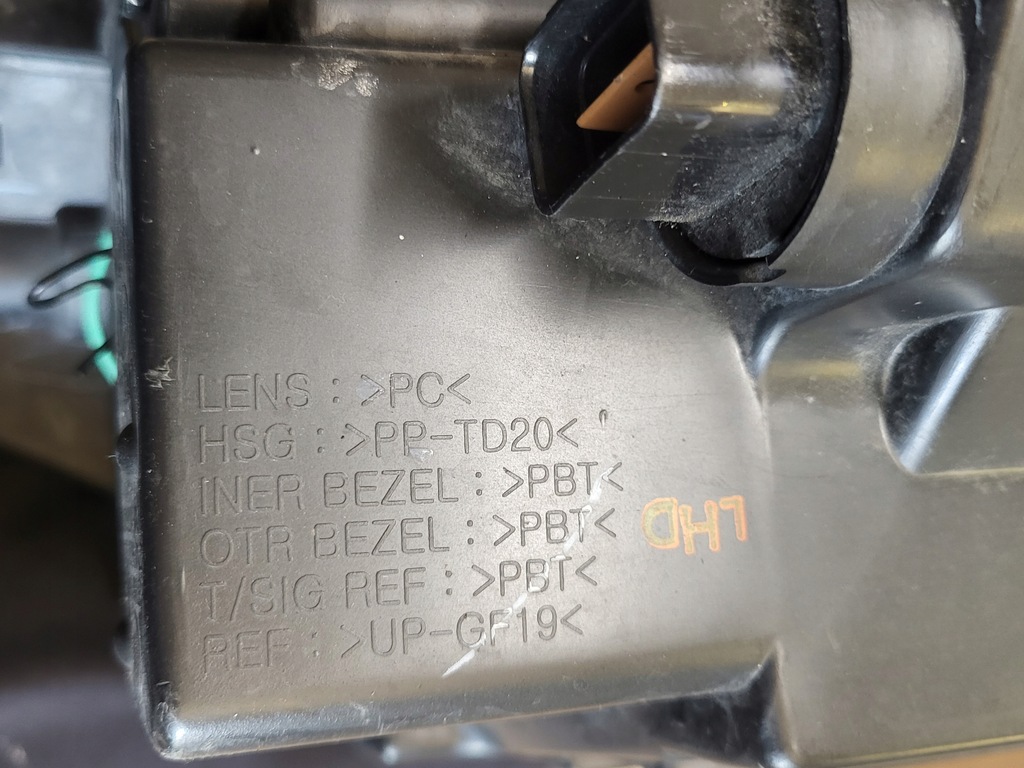 LENS : >PC<
HSG : >PP-TD20<
INER BEZEL : >PBT<
OTR BEZEL : >PBT<
T/SIG REF : >PBT<
REF : >UP-GF19<
LHD